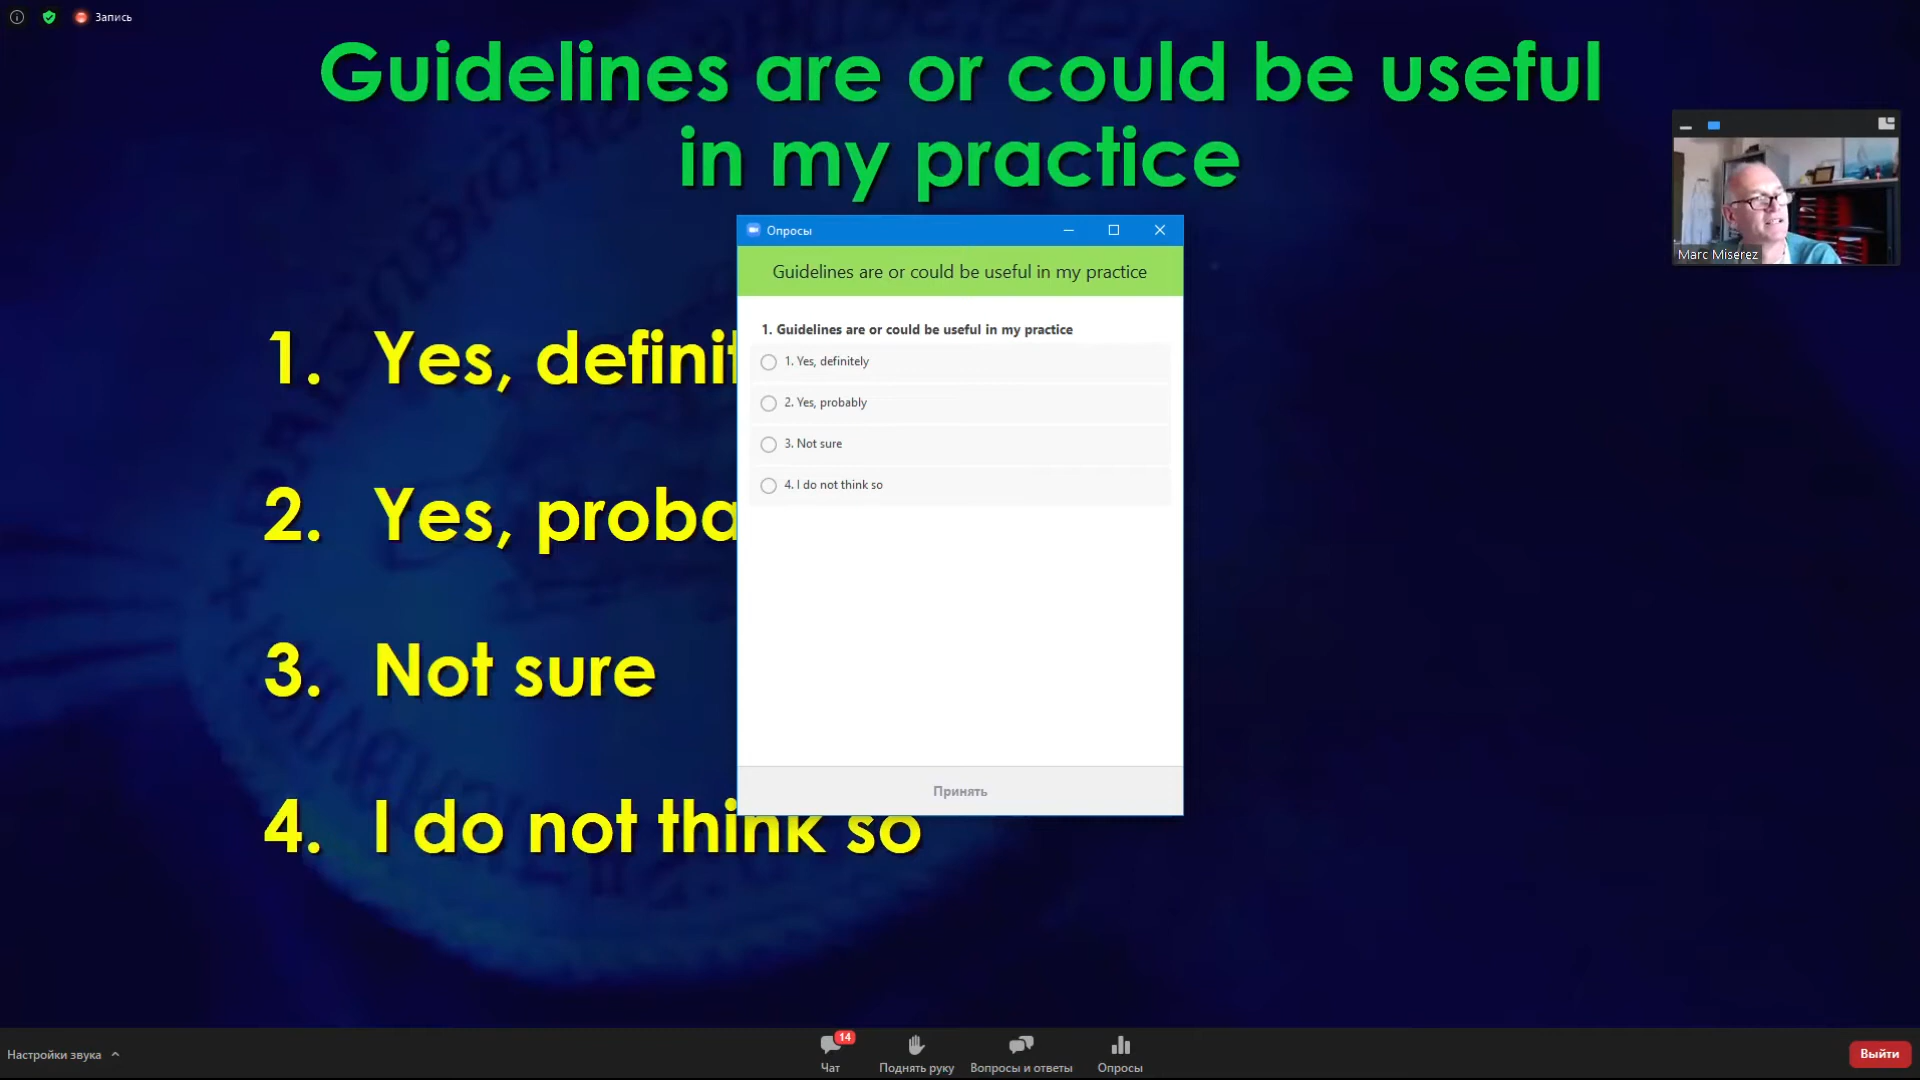 Запись
Guidelines are or could be useful
in my practice
Marc Miserez
Опросы
Guidelines are or could be useful in my practice
1. Guidelines are or could be useful in my practice
1. Yes, definitely
2. Yes, probably
3. Not sure
4. I do not think so
Принять
1. Yes, definit
2. Yes, proba
3. Not sure
4. I do not think so
Настройки звука
14
Чат
Поднять руку
Вопросы и ответы
Опросы
Выйти